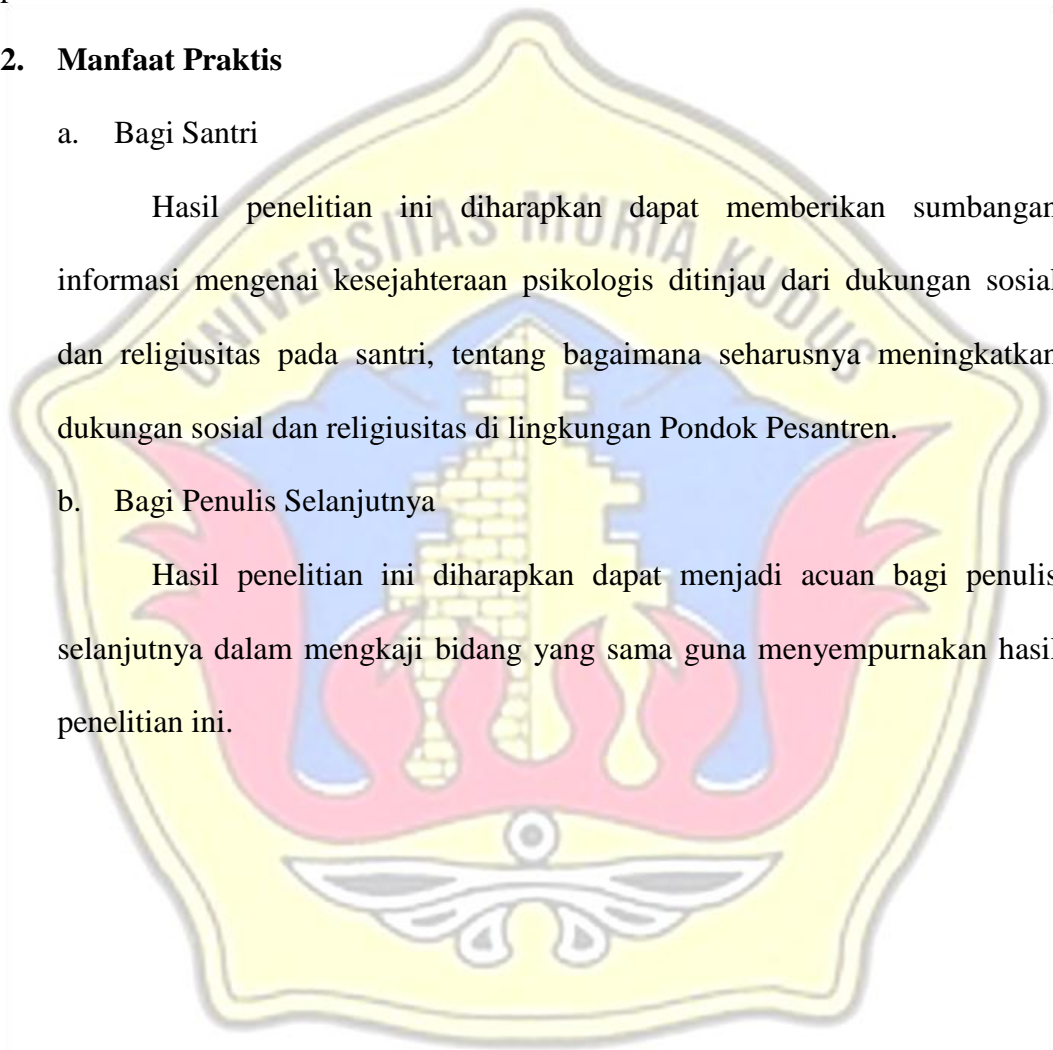 2. Manfaat Praktis
a. Bagi Santri
Hasil penelitian ini diharapkan dapat memberikan sumbangan
informasi mengenai kesejahteraan psikologis ditinjau dari dukungan sosial
dan religiusitas pada santri, tentang bagaimana seharusnya meningkatkan
dukungan sosial dan religiusitas di lingkungan Pondok Pesantren.
b. Bagi Penulis Selanjutnya
Hasil penelitian ini diharapkan dapat menjadi acuan bagi penulis
selanjutnya dalam mengkaji bidang yang sama guna menyempurnakan hasil
penelitian ini.
UNIVERSITAS MURIA KUDUS